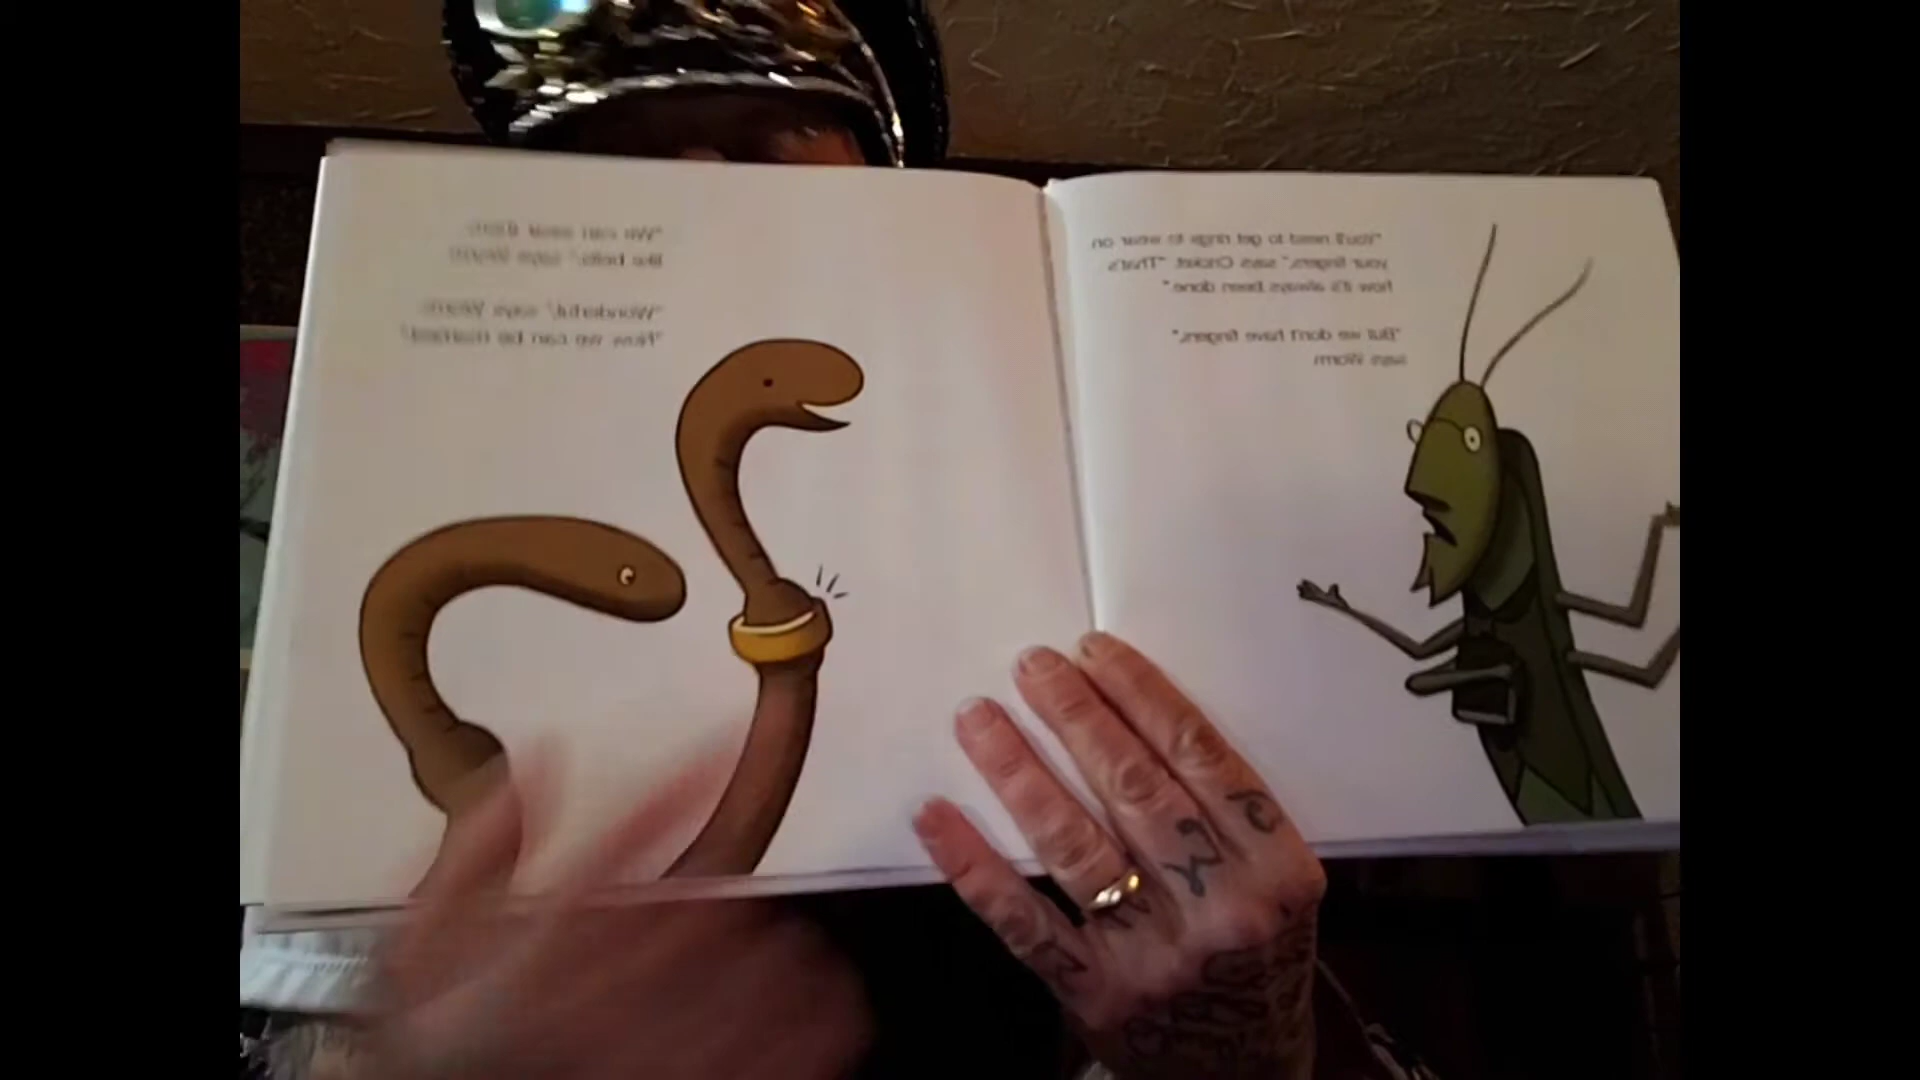 "You'll need to get rings to wear on
your fingers," says Cricket. "That's
how it's always been done."
"But we don't have fingers,"
says Worm.
"We can wear them
like belts," says Worm.
"Wonderful," says Worm.
"Now we can be married!"